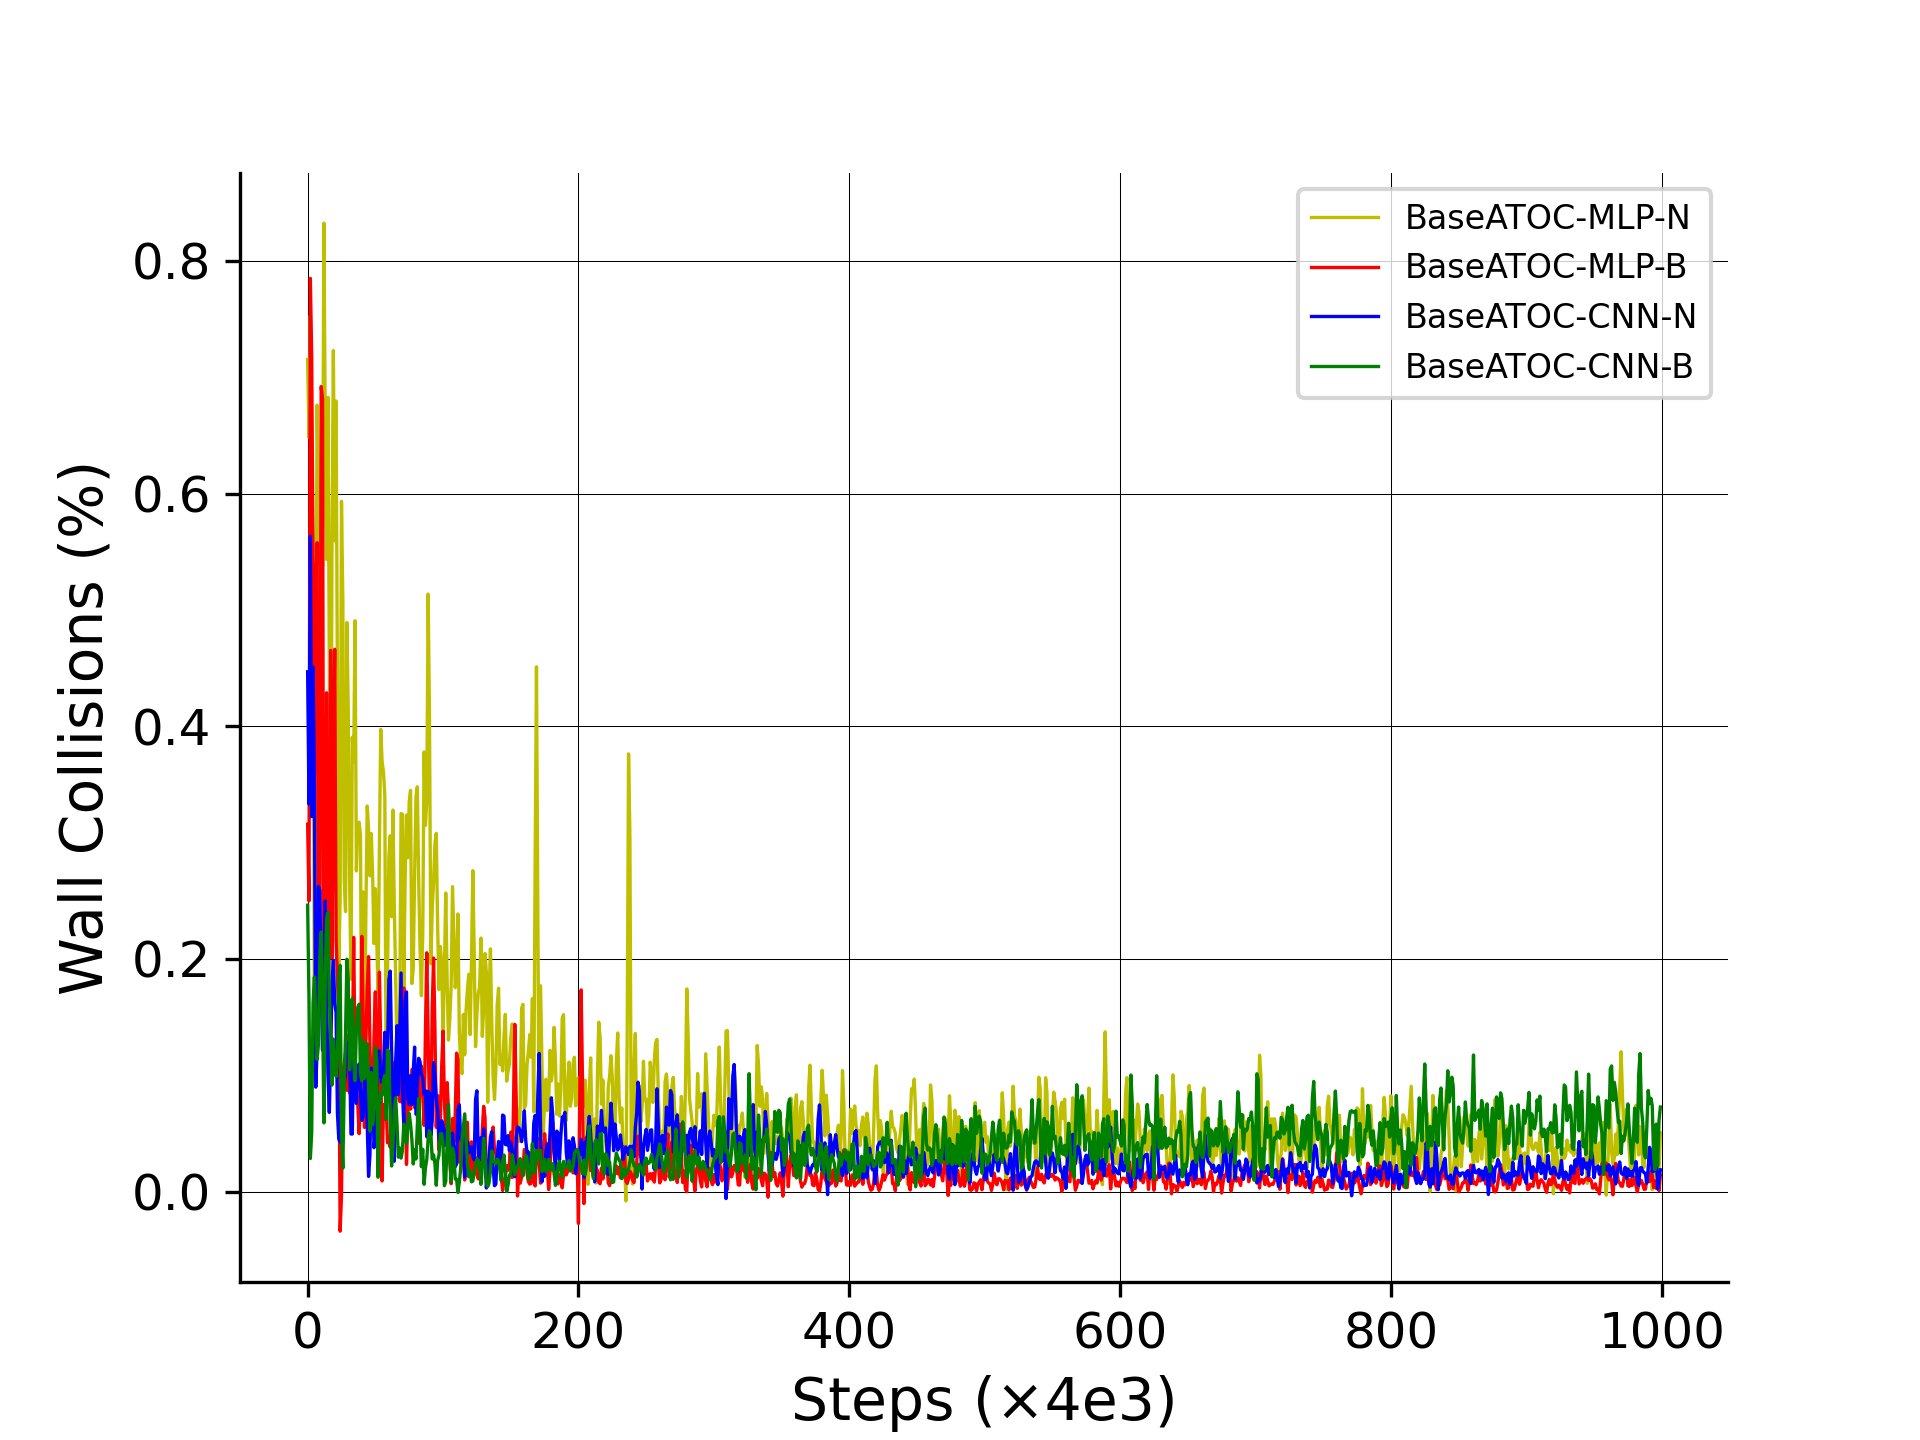 BaseATOC-MLP-N
BaseATOC-MLP-B
BaseATOC-CNN-N
BaseATOC-CNN-B
0.8
0.6
0.4
0.2
0.0
Wall Collisions (%)
0 200 400 600 800 1000
Steps (×4e3)